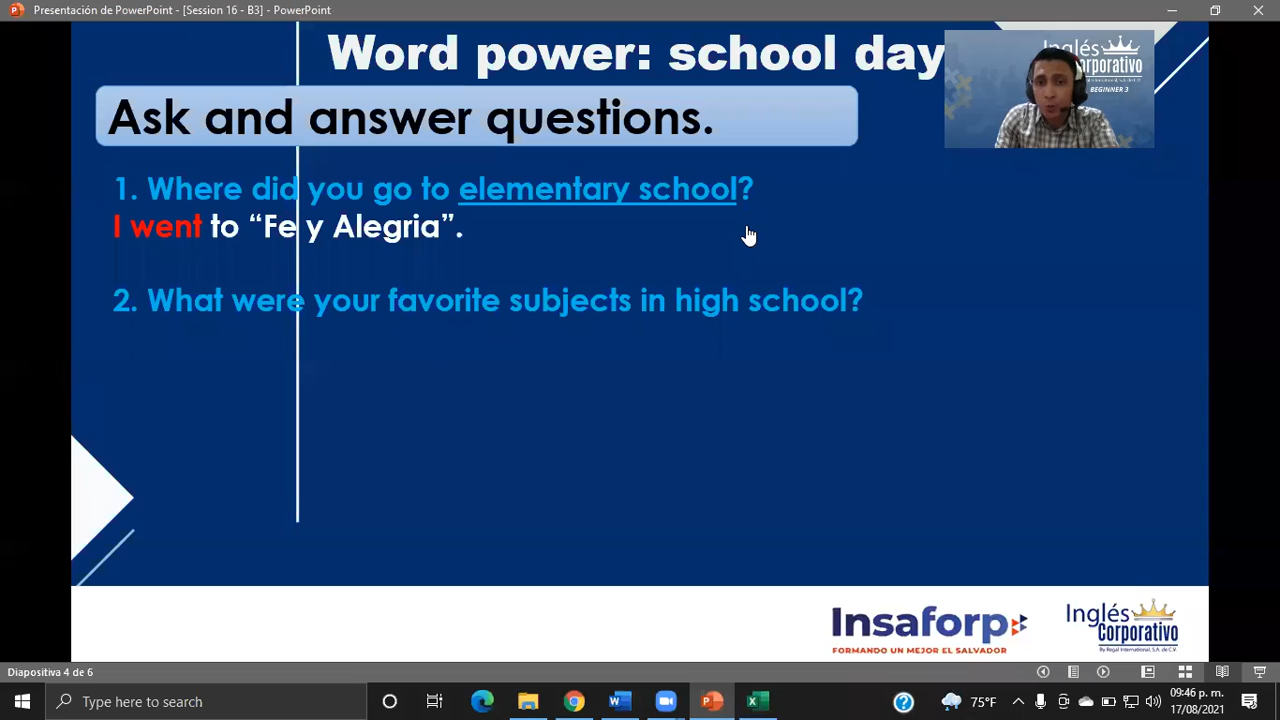 Presentación de PowerPoint - [Session 16 - B3] - PowerPoint
Word power: school day
Inglés
Corporativo
BEGINNER 3
Ask and answer questions.
1. Where did you go to elementary school?
I went to “Fe y Alegria”.
2. What were your favorite subjects in high school?
Insaforp
FORMANDO UN MEJOR EL SALVADOR
Inglés
Corporativo
By Regal International, S.A. de C.V.
Diapositiva 4 de 6
Type here to search
75°F
09:46 p. m.
17/08/2021